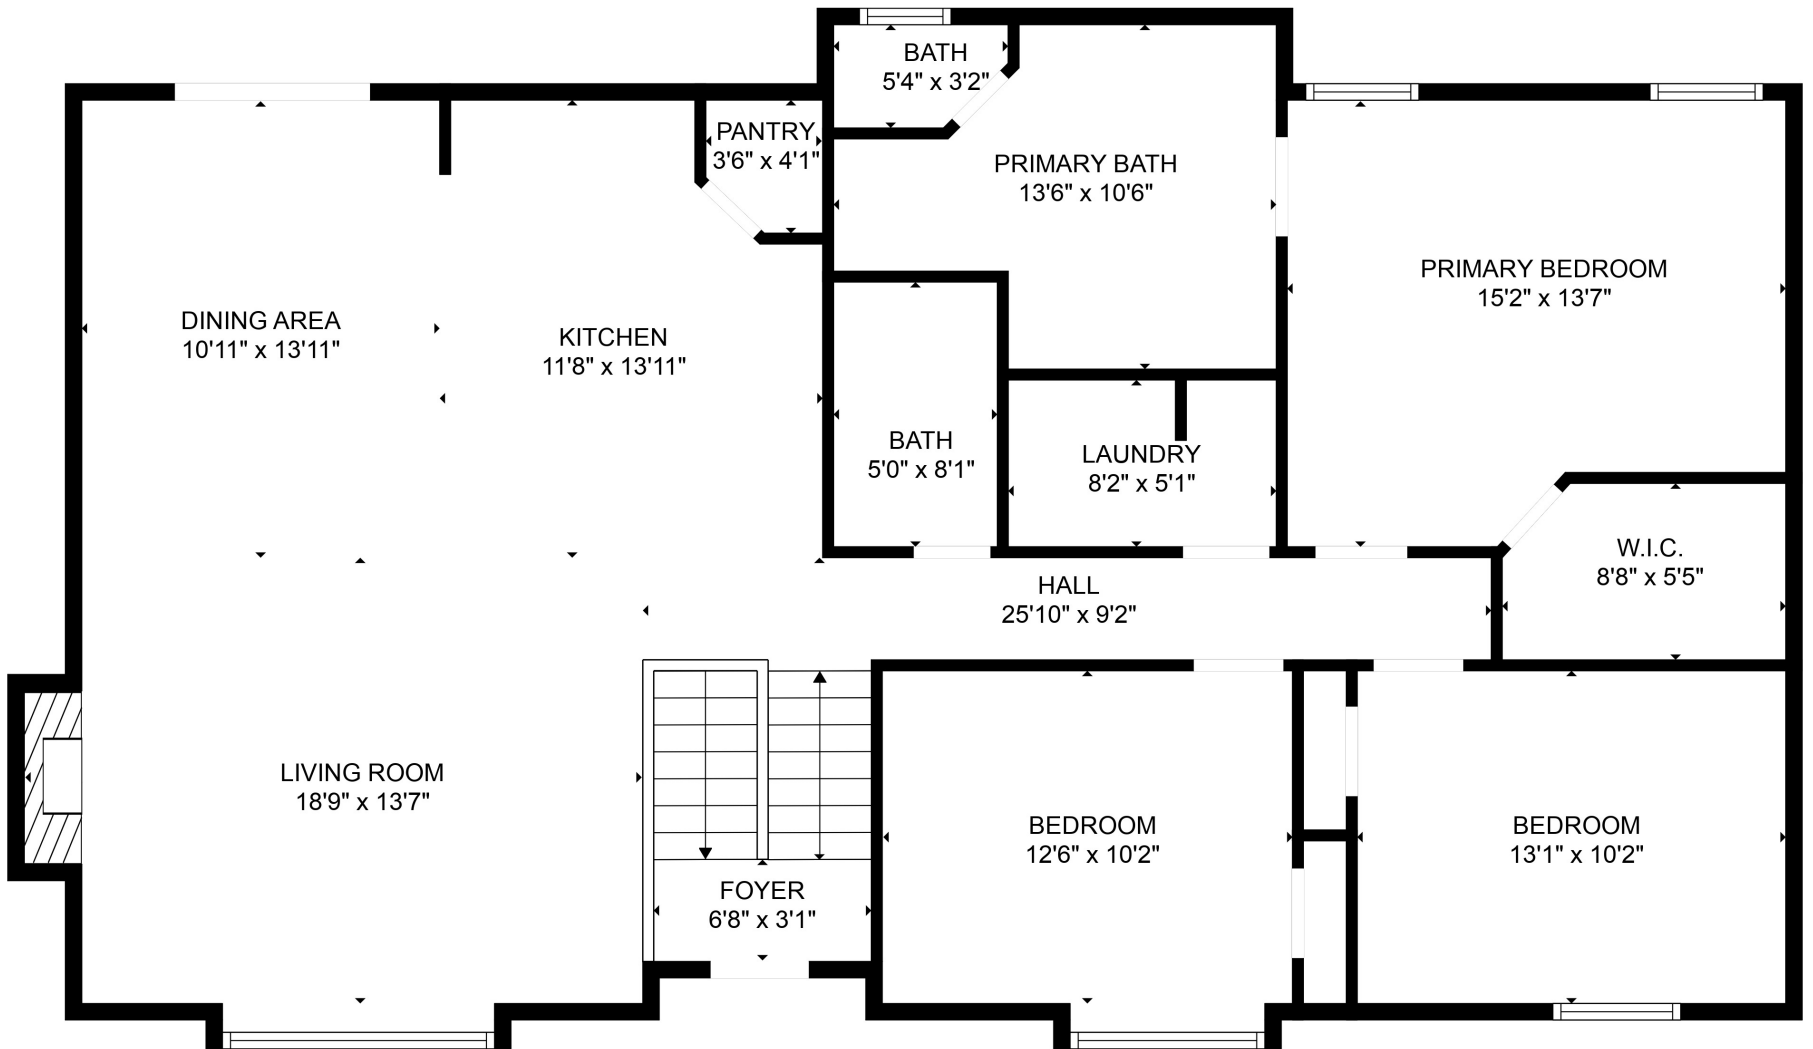 BATH
5'4" x 3'2"
PANTRY
3'6" x 4'1"
PRIMARY BATH
13'6" x 10'6"
PRIMARY BEDROOM
15'2" x 13'7"
DINING AREA
10'11" x 13'11"
KITCHEN
11'8" x 13'11"
BATH
5'0" x 8'1"
LAUNDRY
8'2" x 5'1"
W.I.C.
8'8" x 5'5"
HALL
25'10" x 9'2"
LIVING ROOM
18'9" x 13'7"
BEDROOM
12'6" x 10'2"
BEDROOM
13'1" x 10'2"
FOYER
6'8" x 3'1"